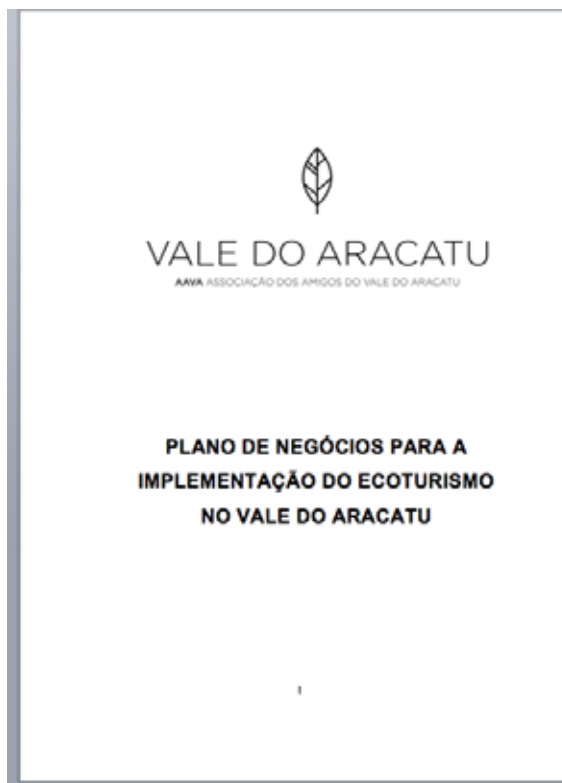 VALE DO ARACATU
AAVA ASSOCIAÇÃO DOS AMIGOS DO VALE DO ARACATU
PLANO DE NEGÓCIOS PARA A
IMPLEMENTAÇÃO DO ECOTURISMO
NO VALE DO ARACATU